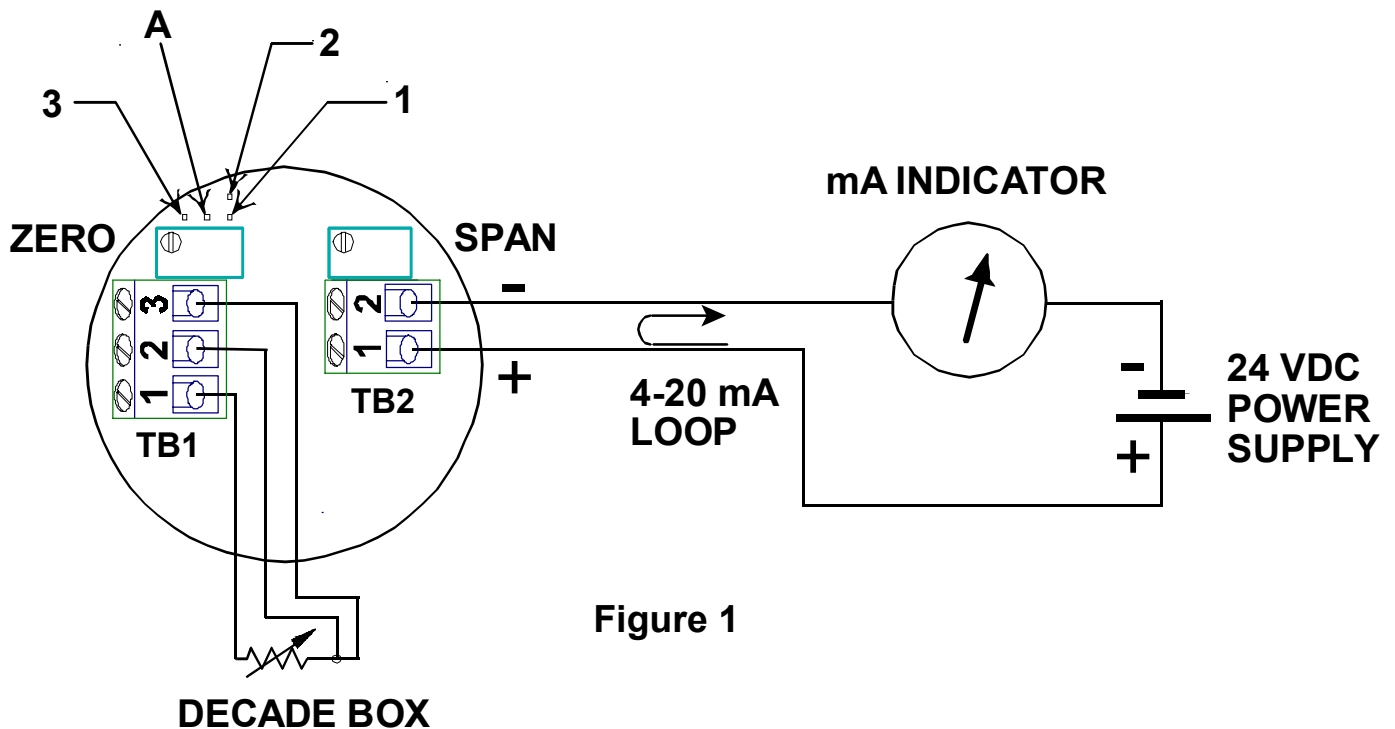 A
2
3
1
mA INDICATOR
ZERO
SPAN
3
2
1
TB1
2
1
TB2
-
+
4-20 mA
LOOP
-
+
24 VDC
POWER
SUPPLY
Figure 1
DECADE BOX